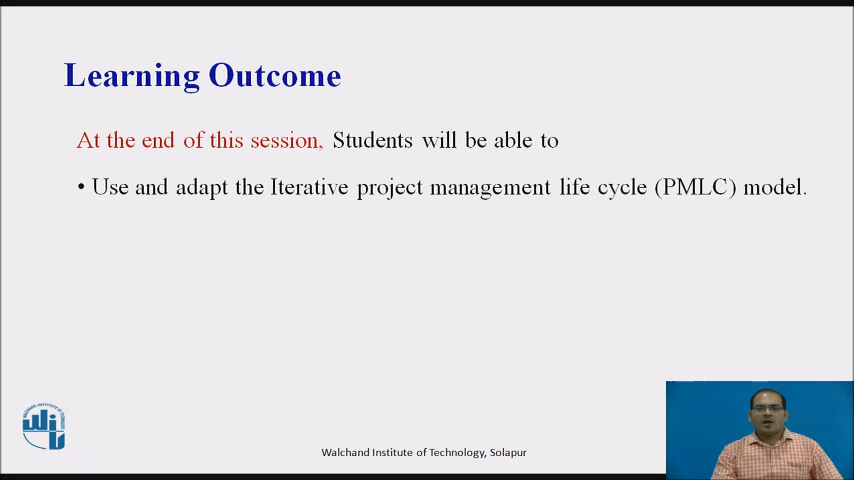 Learning Outcome
At the end of this session, Students will be able to
• Use and adapt the Iterative project management life cycle (PMLC) model.
Walchand Institute of Technology, Solapur